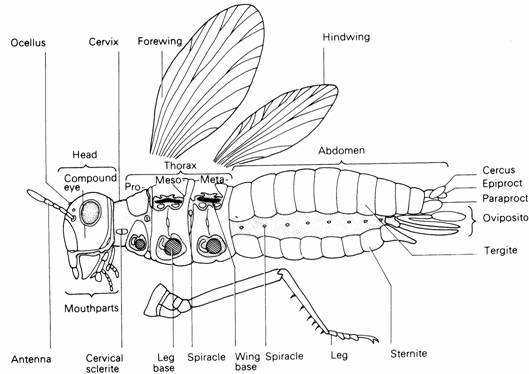 Ocellus Cervix Forewing Hindwing
Head Thorax Abdomen
Compound
eye
Pro- Meso- Meta-
Cercus
Epiproct
Paraproct
Oviposito
Tergite
Mouthparts
Antenna Cervical
sclerite Leg
base Spiracle Wing
base Spiracle Leg Sternite